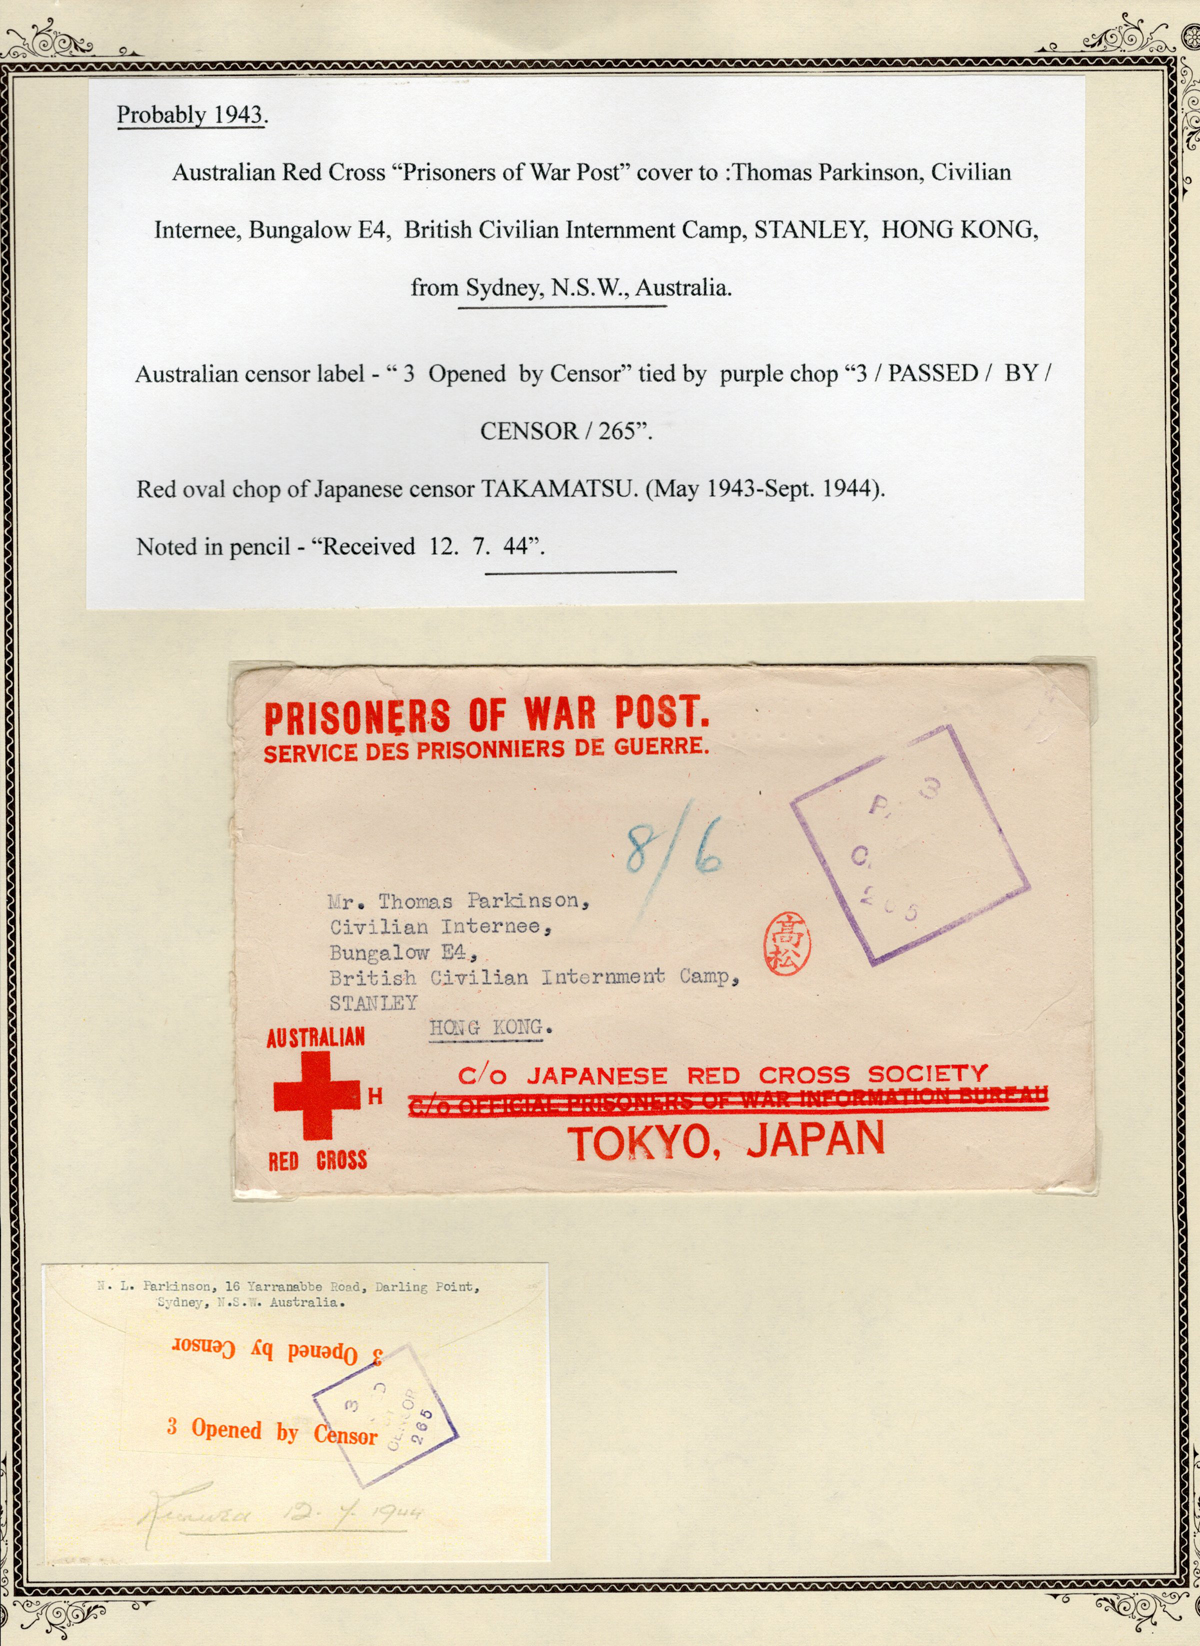 Probably 1943.
Australian Red Cross “Prisoners of War Post” cover to :Thomas Parkinson, Civilian
Internee, Bungalow E4, British Civilian Internment Camp, STANLEY, HONG KONG,
from Sydney, N.S.W., Australia.
Australian censor label - “ 3 Opened by Censor” tied by purple chop “3 / PASSED / BY /
CENSOR / 265”.
Red oval chop of Japanese censor TAKAMATSU. (May 1943-Sept. 1944).
Noted in pencil - “Received 12. 7. 44”.
PRISONERS OF WAR POST.
SERVICE DES PRISONNIERS DE GUERRE.
3
P
265
8/6
Mr. Thomas Parkinson,
Civilian Internee,
Bungalow E4,
British Civilian Internment Camp,
STANLEY
HONG KONG.
高松
AUSTRALIAN
H
RED CROSS
C/o JAPANESE RED CROSS SOCIETY
C/o OFFICIAL PRISONERS OF WAR INFORMATION BUREAU
TOKYO, JAPAN
N. L. Parkinson, 16 Yarranabbe Road, Darling Point,
Sydney, N.S.W. Australia.
3 Opened by Censor
3 Opened by Censor
3
D
CENSOR
265
12. 7. 1944